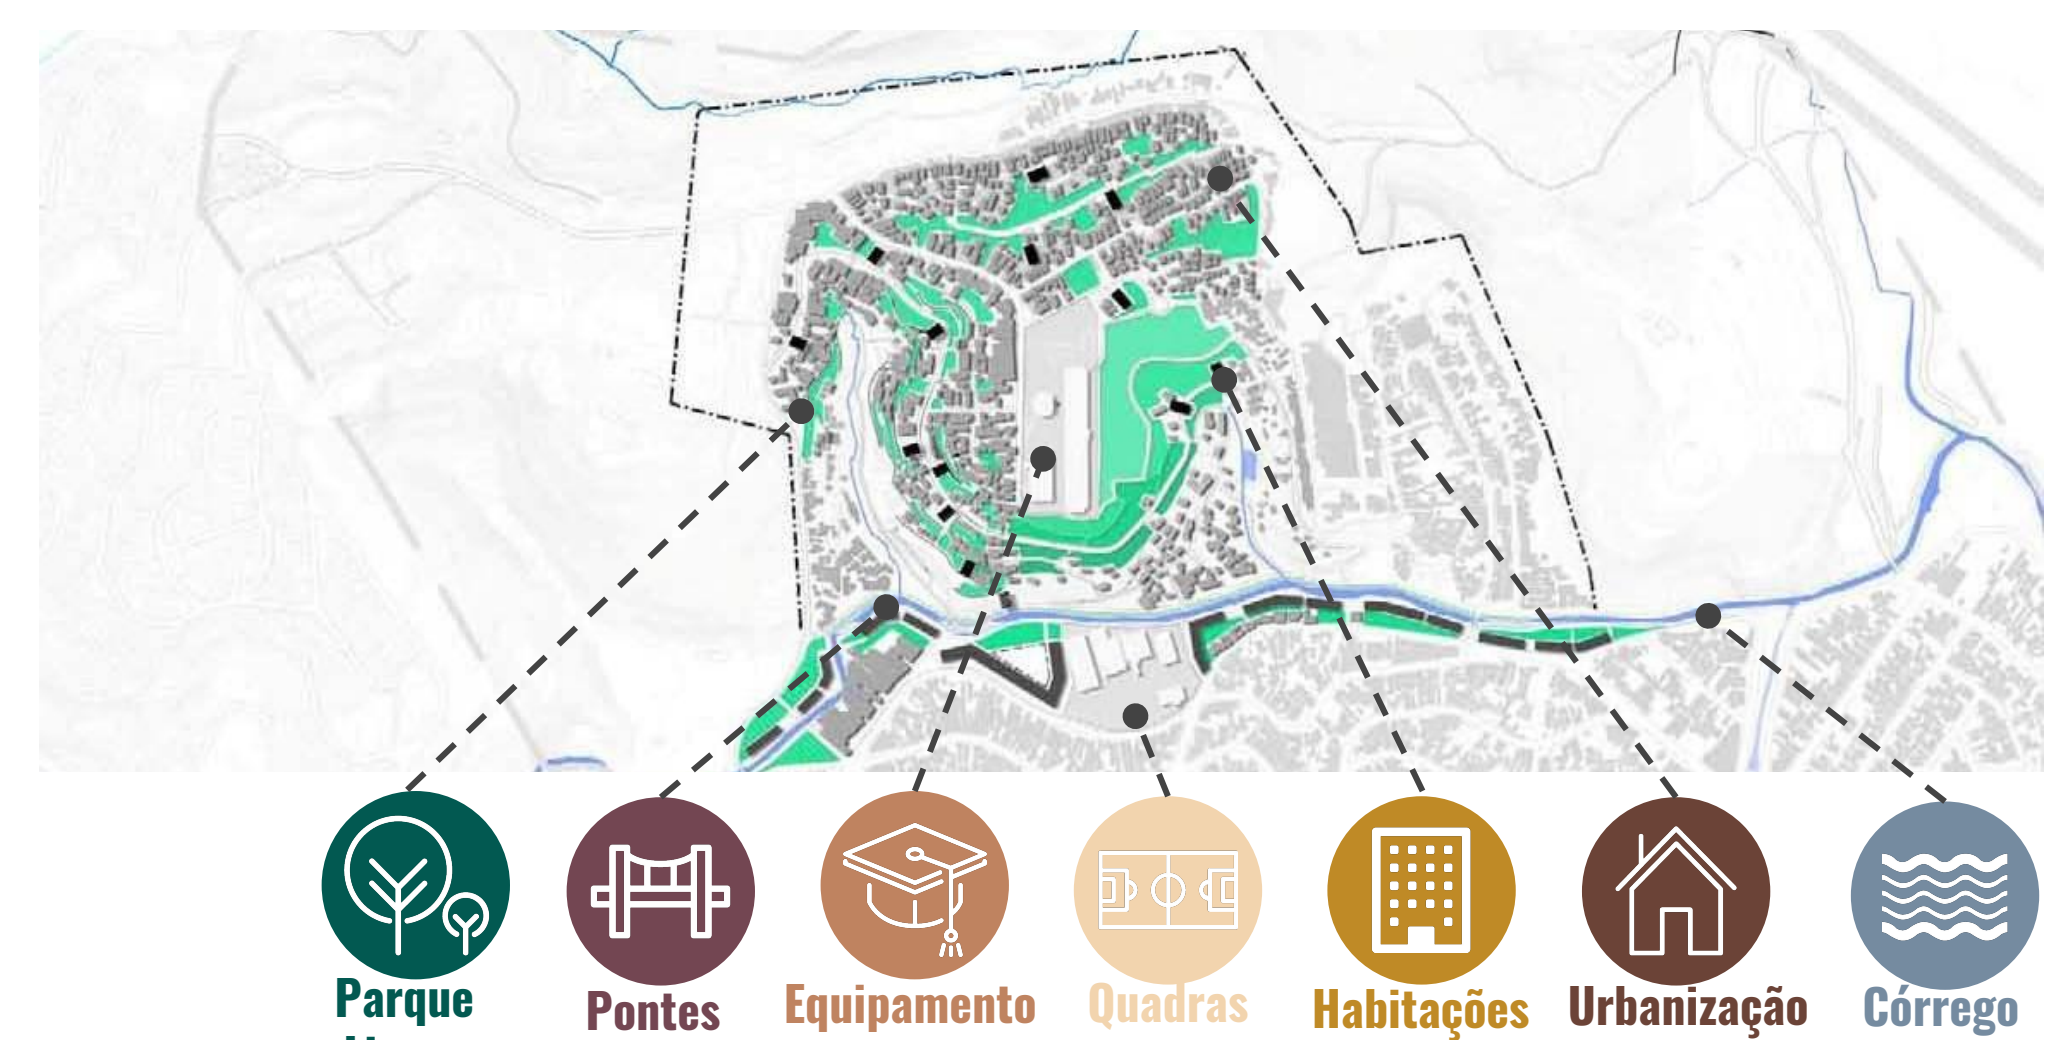 Parque
Pontes
Equipamento
Quadras
Habitações
Urbanização
Córrego